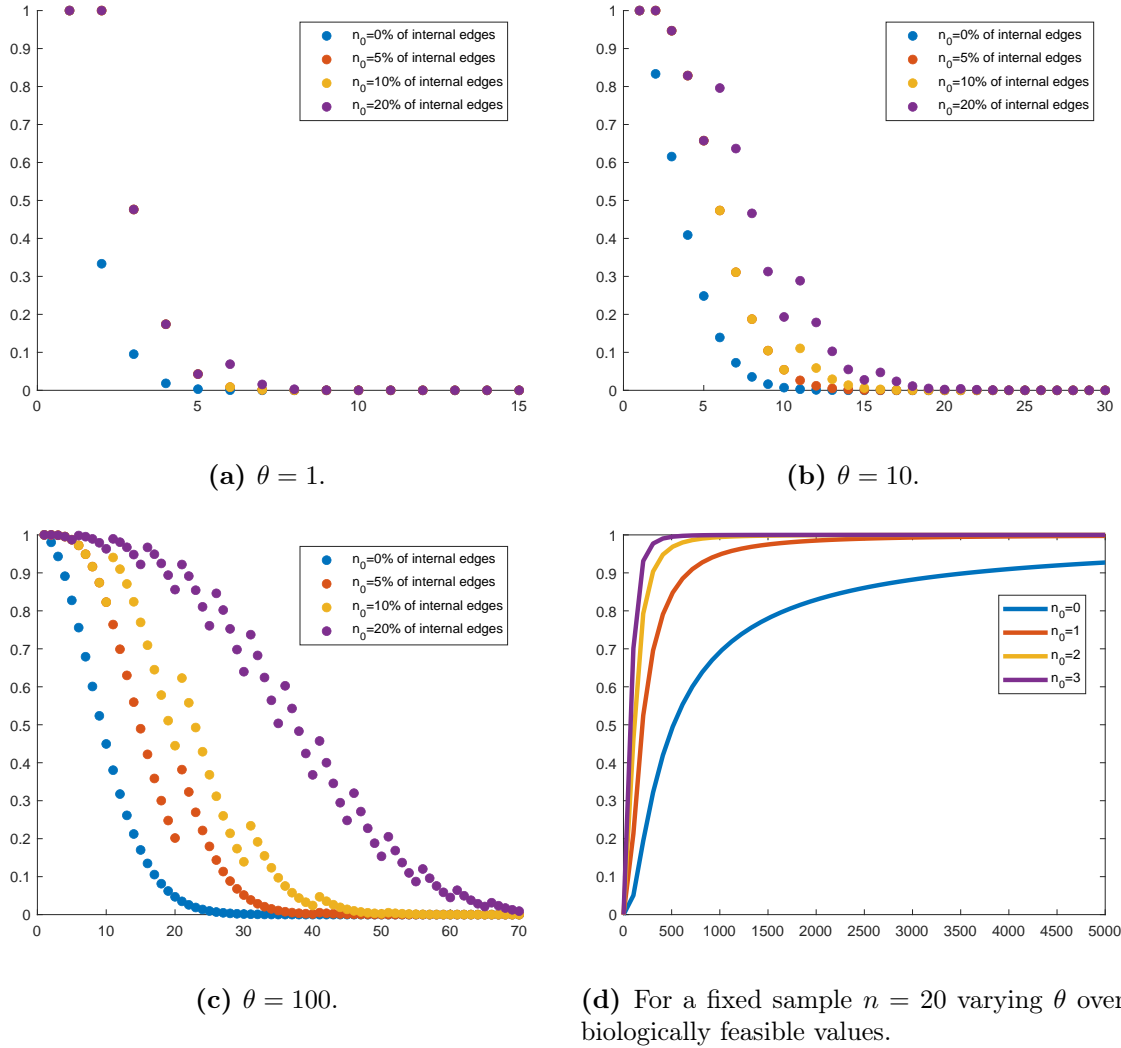 1
0.9
0.8
0.7
0.6
0.5
0.4
0.3
0.2
0.1
0
0 5 10 15
n0=0% of internal edges
n0=5% of internal edges
n0=10% of internal edges
n0=20% of internal edges
(a) θ = 1.
1
0.9
0.8
0.7
0.6
0.5
0.4
0.3
0.2
0.1
0
0 5 10 15 20 25 30
n0=0% of internal edges
n0=5% of internal edges
n0=10% of internal edges
n0=20% of internal edges
(b) θ = 10.
1
0.9
0.8
0.7
0.6
0.5
0.4
0.3
0.2
0.1
0
0 10 20 30 40 50 60 70
n0=0% of internal edges
n0=5% of internal edges
n0=10% of internal edges
n0=20% of internal edges
(c) θ = 100.
1
0.9
0.8
0.7
0.6
0.5
0.4
0.3
0.2
0.1
0
0 500 1000 1500 2000 2500 3000 3500 4000 4500 5000
n0=0
n0=1
n0=2
n0=3
(d) For a fixed sample n = 20 varying θ over
biologically feasible values.